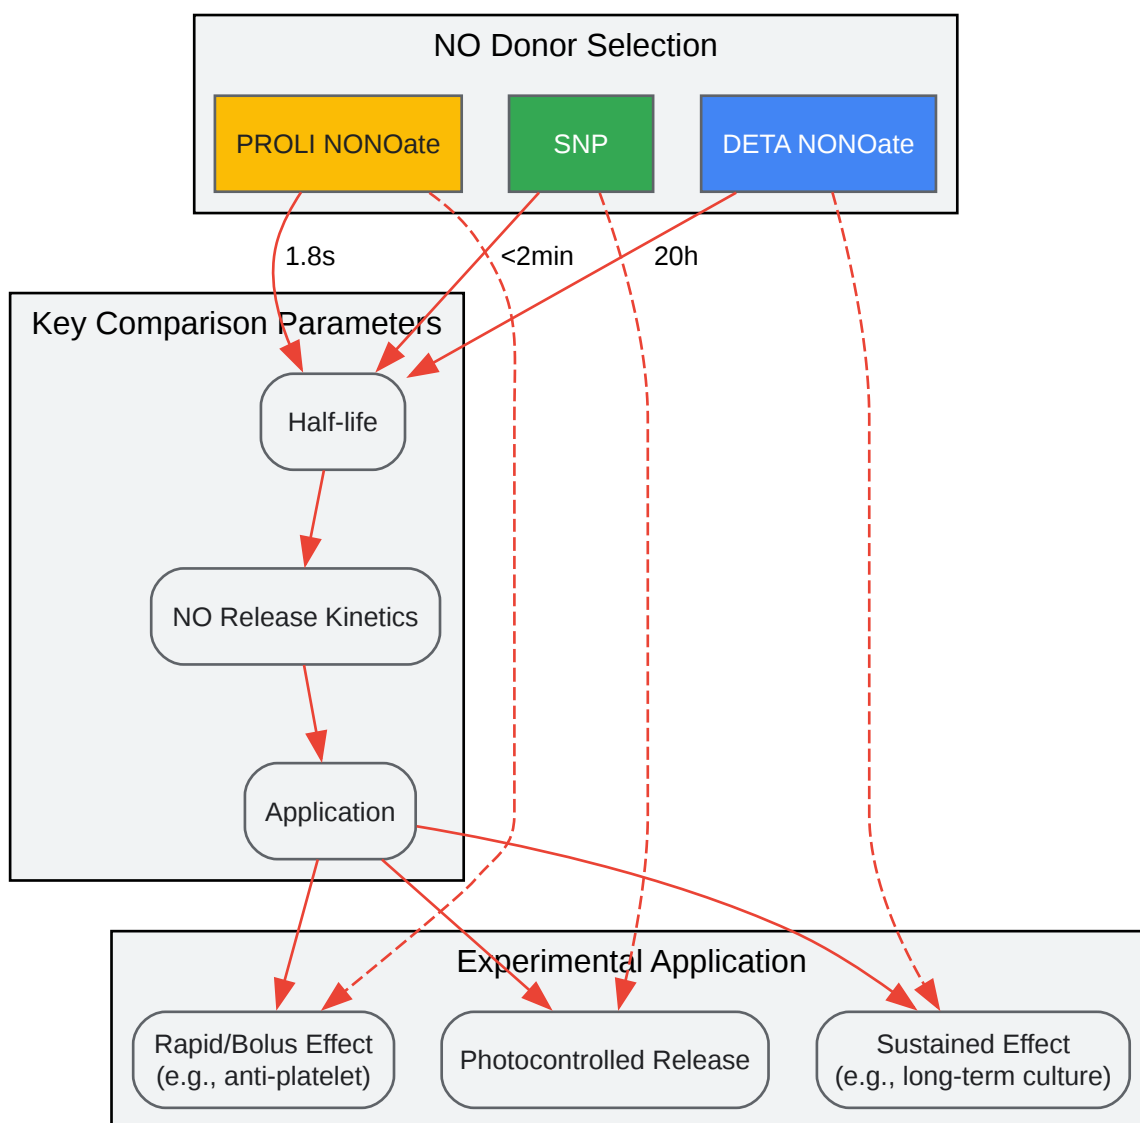 NO Donor Selection
PROLI NONOate
SNP
DETA NONOate
1.8s
<2min
20h
Key Comparison Parameters
Half-life
NO Release Kinetics
Application
Experimental Application
Rapid/Bolus Effect
(e.g., anti-platelet)
Photocontrolled Release
Sustained Effect
(e.g., long-term culture)